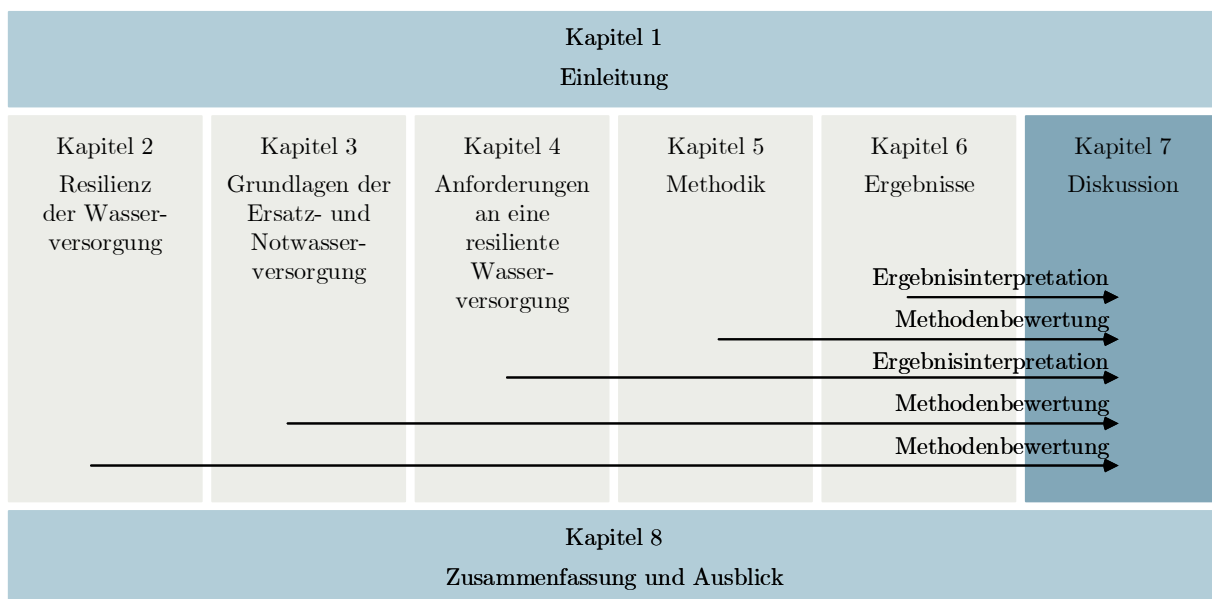 Kapitel 1
Einleitung
Kapitel 2
Resilienz
der Wasser-
versorgung
Kapitel 3
Grundlagen der
Ersatz- und
Notwasser-
versorgung
Kapitel 4
Anforderungen
an eine
resiliente
Wasser-
versorgung
Kapitel 5
Methodik
Kapitel 6
Ergebnisse
Kapitel 7
Diskussion
Ergebnisinterpretation
Methodenbewertung
Ergebnisinterpretation
Methodenbewertung
Methodenbewertung
Kapitel 8
Zusammenfassung und Ausblick